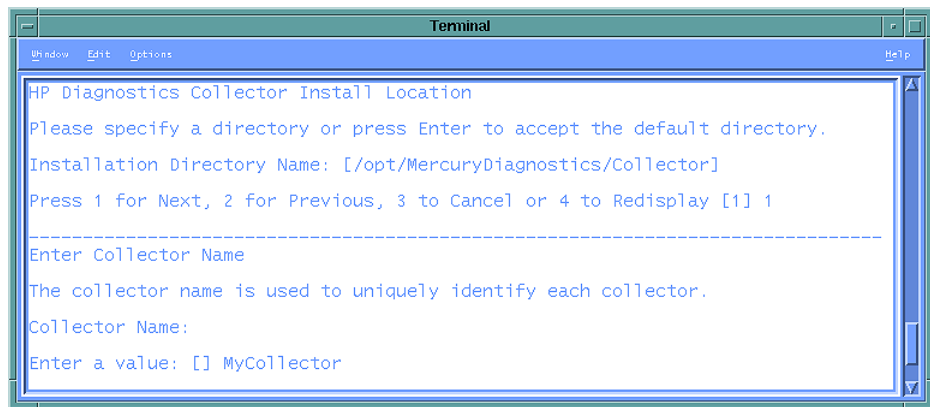 Terminal
Window Edit Options Help
HP Diagnostics Collector Install Location
Please specify a directory or press Enter to accept the default directory.
Installation Directory Name: [/opt/MercuryDiagnostics/Collector]
Press 1 for Next, 2 for Previous, 3 to Cancel or 4 to Redisplay [1] 1
Enter Collector Name
The collector name is used to uniquely identify each collector.
Collector Name:
Enter a value: [] MyCollector